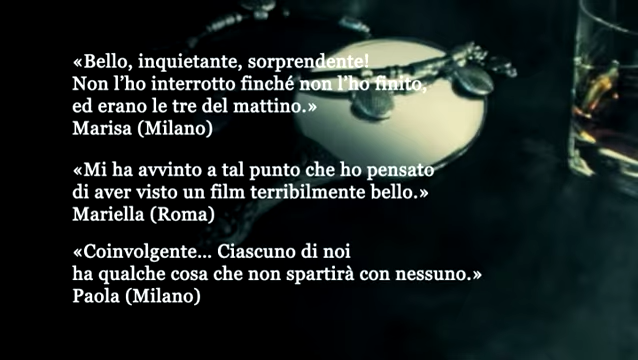 «Bello, inquietante, sorprendente!
Non l’ho interrotto finché non l’ho finito,
ed erano le tre del mattino.»
Marisa (Milano)
«Mi ha avvinto a tal punto che ho pensato
di aver visto un film terribilmente bello.»
Mariella (Roma)
«Coinvolgente... Ciascuno di noi
ha qualche cosa che non spartirà con nessuno.»
Paola (Milano)